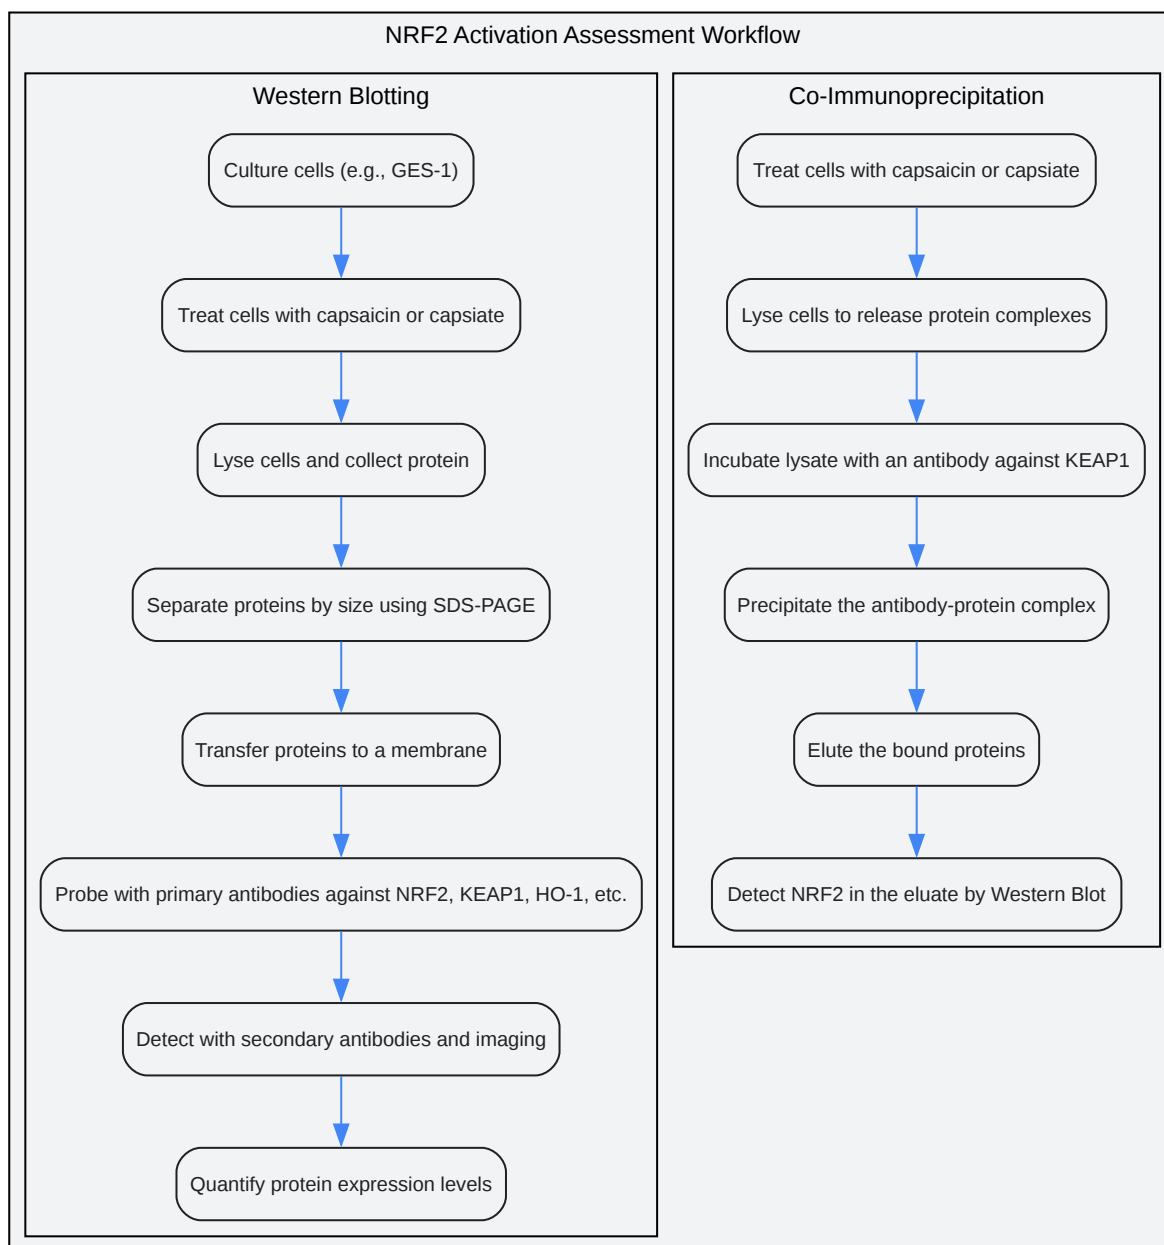 NRF2 Activation Assessment Workflow
Western Blotting
Culture cells (e.g., GES-1)
Treat cells with capsaicin or capsiate
Lyse cells and collect protein
Separate proteins by size using SDS-PAGE
Transfer proteins to a membrane
Probe with primary antibodies against NRF2, KEAP1, HO-1, etc.
Detect with secondary antibodies and imaging
Quantify protein expression levels
Co-Immunoprecipitation
Treat cells with capsaicin or capsiate
Lyse cells to release protein complexes
Incubate lysate with an antibody against KEAP1
Precipitate the antibody-protein complex
Elute the bound proteins
Detect NRF2 in the eluate by Western Blot